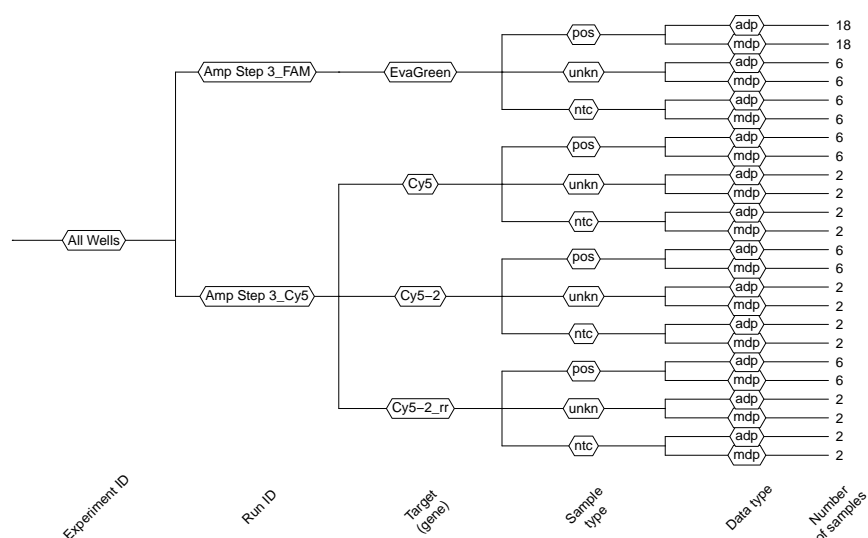 adp 18
pos
mdp 18
Amp Step 3_FAM EvaGreen unkn adp 6
mdp 6
ntc adp 6
mdp 6
pos adp 6
mdp 6
Cy5 unkn adp 2
mdp 2
ntc adp 2
mdp 2
All Wells
pos adp 6
mdp 6
Amp Step 3_Cy5 Cy5−2 unkn adp 2
mdp 2
ntc adp 2
mdp 2
pos adp 6
mdp 6
Cy5−2_rr unkn adp 2
mdp 2
ntc adp 2
mdp 2
Experiment ID
Run ID
Target
(gene)
Sample
type
Data type
Number
of samples